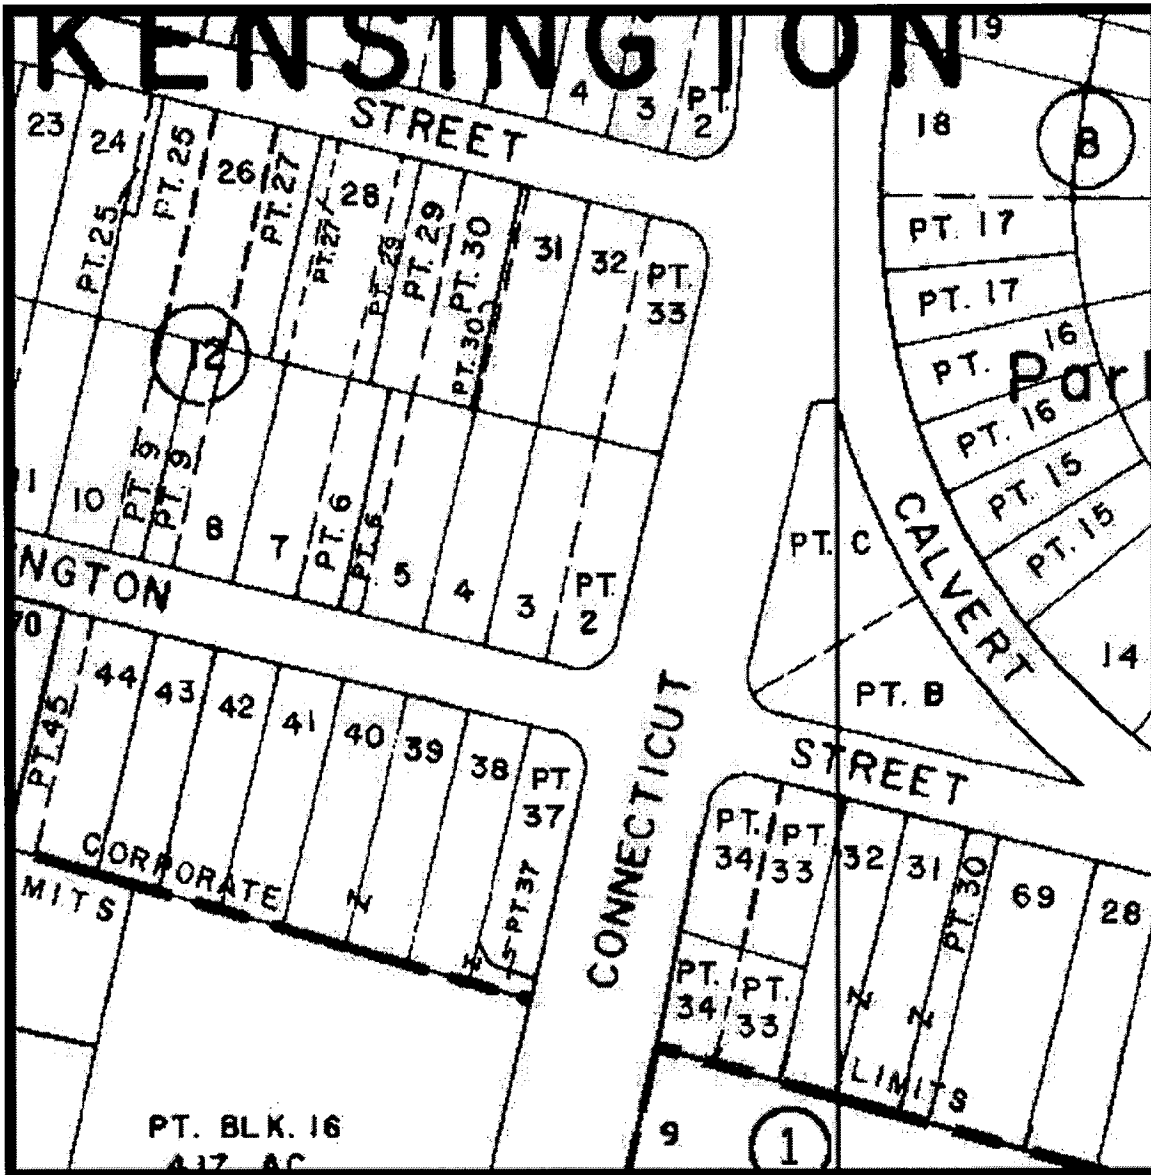 KENSINGTON
19
STREET
4
3
PT.
2
18
8
23
24
PT. 25
PT. 25
26
PT. 27
PT. 27
28
PT. 29
PT. 29
PT. 30
PT. 30
31
32
PT.
33
PT. 17
PT. 17
PT. 16
PT. 16
PT. 15
PT. 15
14
12
11
10
PT. 9
PT. 9
8
7
PT. 6
PT. 6
5
4
3
PT.
2
PT. C
PT. B
CALVERT
STREET
NGTON
70
PT. 45
44
43
42
41
40
39
38
PT
37
PT. 37
CORPORATE
MITS
CONNECTICUT
PT.
34
PT.
33
32
31
PT. 30
69
28
PT.
34
PT.
33
Z
Z
Z
LIMITS
PT. BLK. 16
9
1